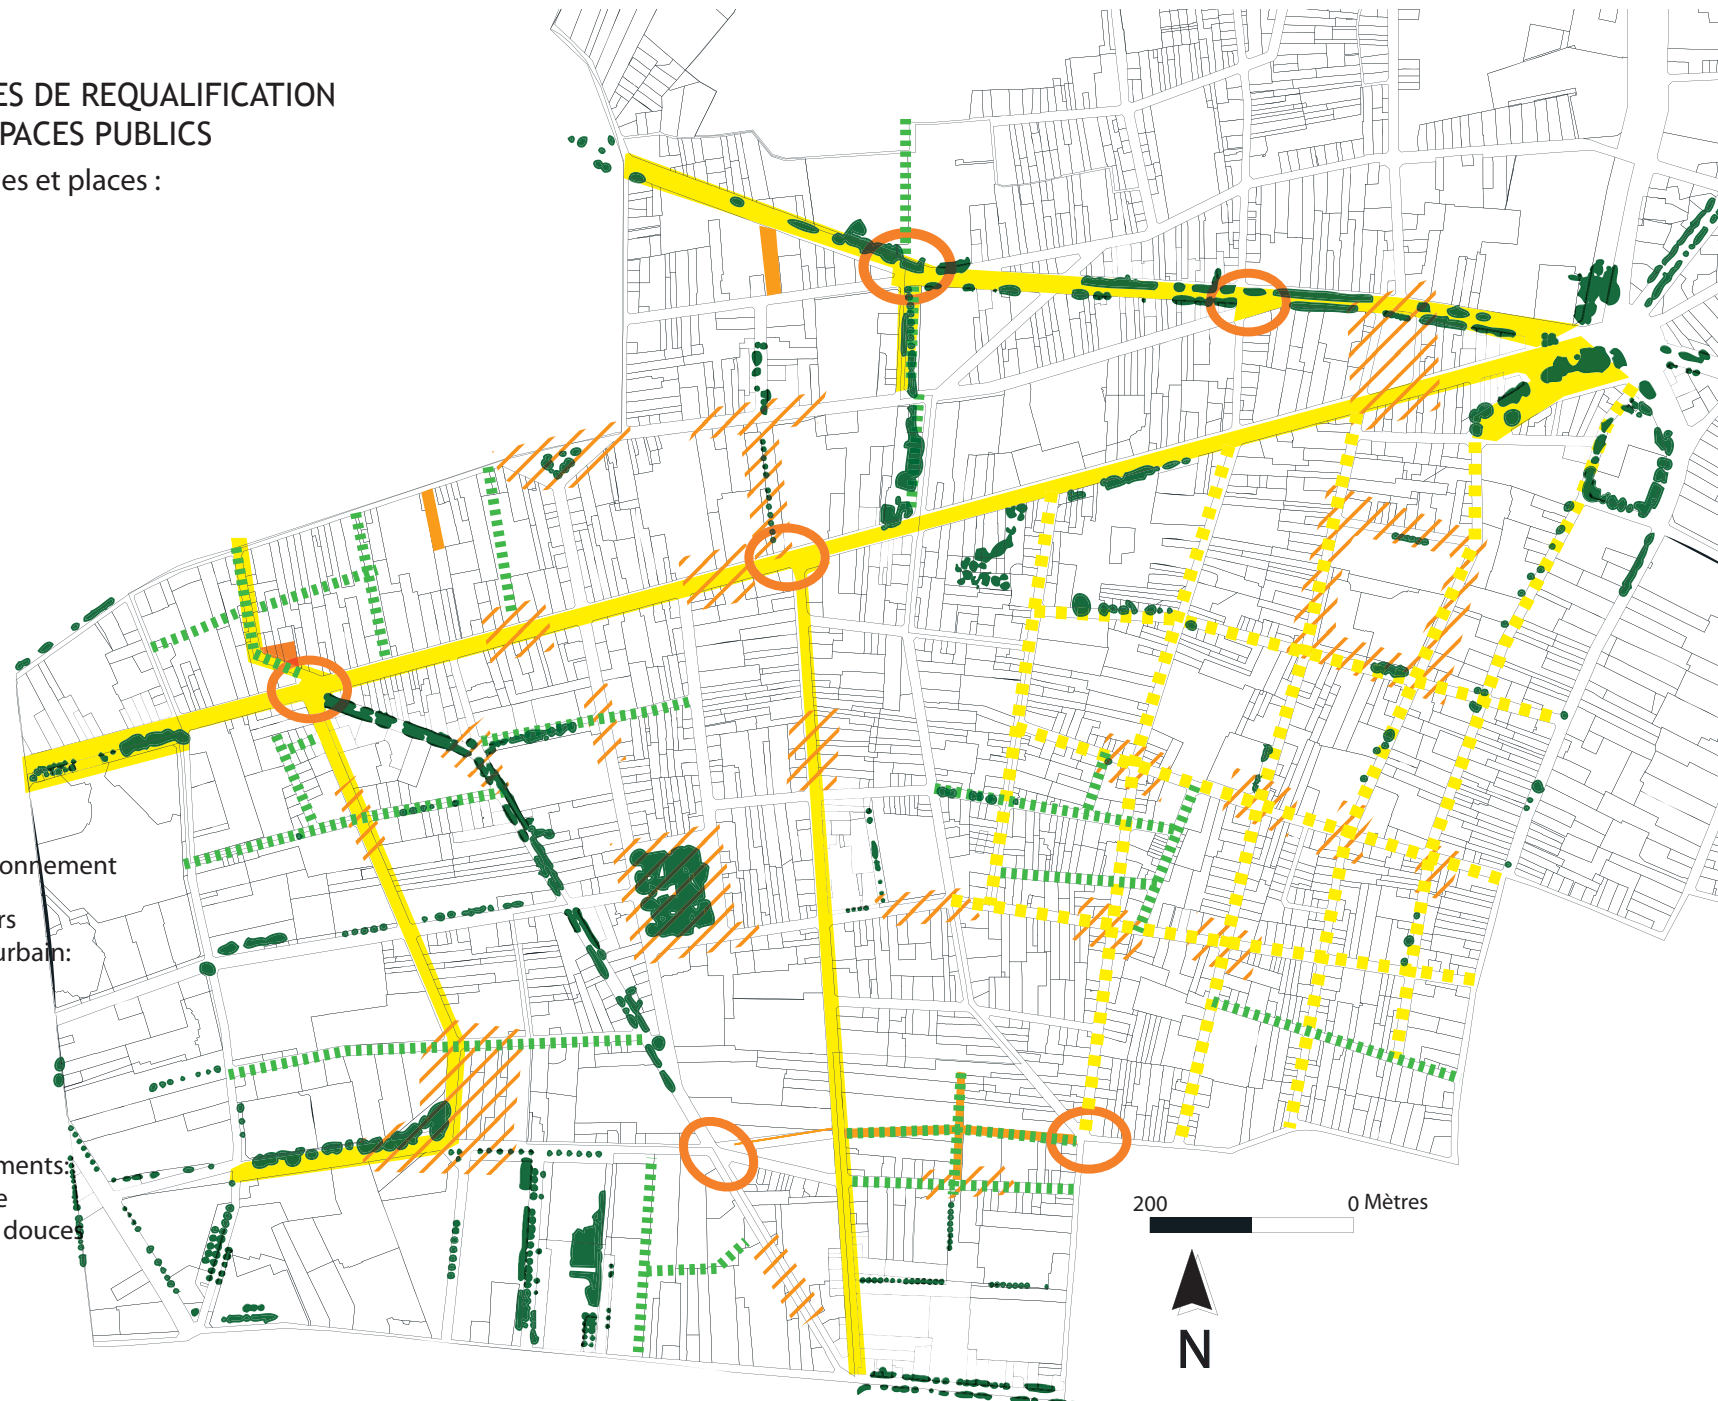 ES DE REQUALIFICATION
PACES PUBLICS
es et places :
onnement
rs
urbain:
ments:
e
douces
200 0 Mètres
N